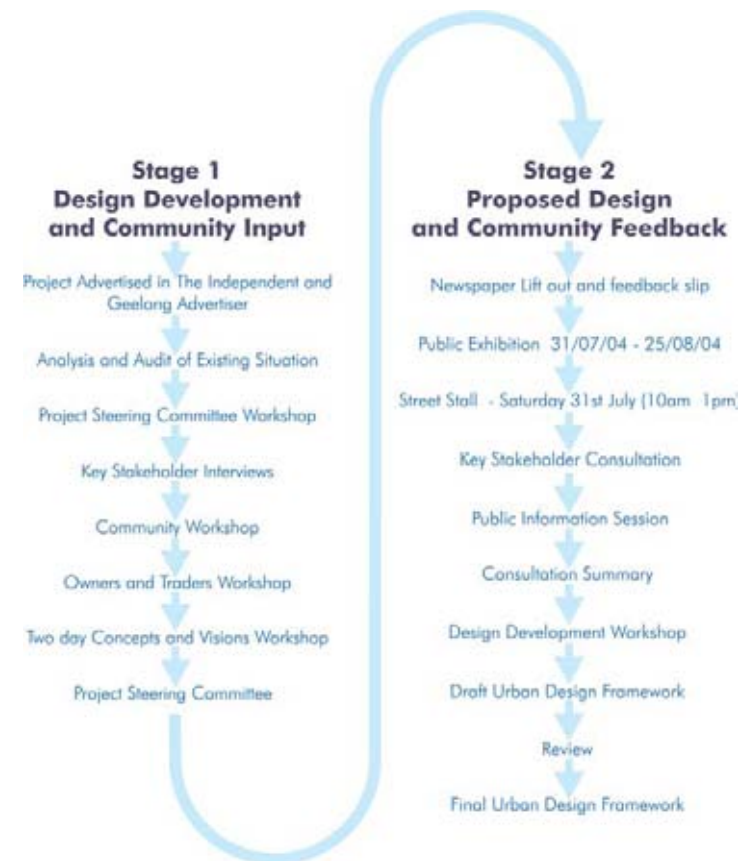 Stage 1
Design Development
and Community Input
Project Advertised in The Independent and
Geelong Advertiser
Analysis and Audit of Existing Situation
Project Steering Committee Workshop
Key Stakeholder Interviews
Community Workshop
Owners and Traders Workshop
Two day Concepts and Visions Workshop
Project Steering Committee
Stage 2
Proposed Design
and Community Feedback
Newspaper Lift out and feedback slip
Public Exhibition 31/07/04 - 25/08/04
Street Stall - Saturday 31st July (10am 1pm)
Key Stakeholder Consultation
Public Information Session
Consultation Summary
Design Development Workshop
Draft Urban Design Framework
Review
Final Urban Design Framework